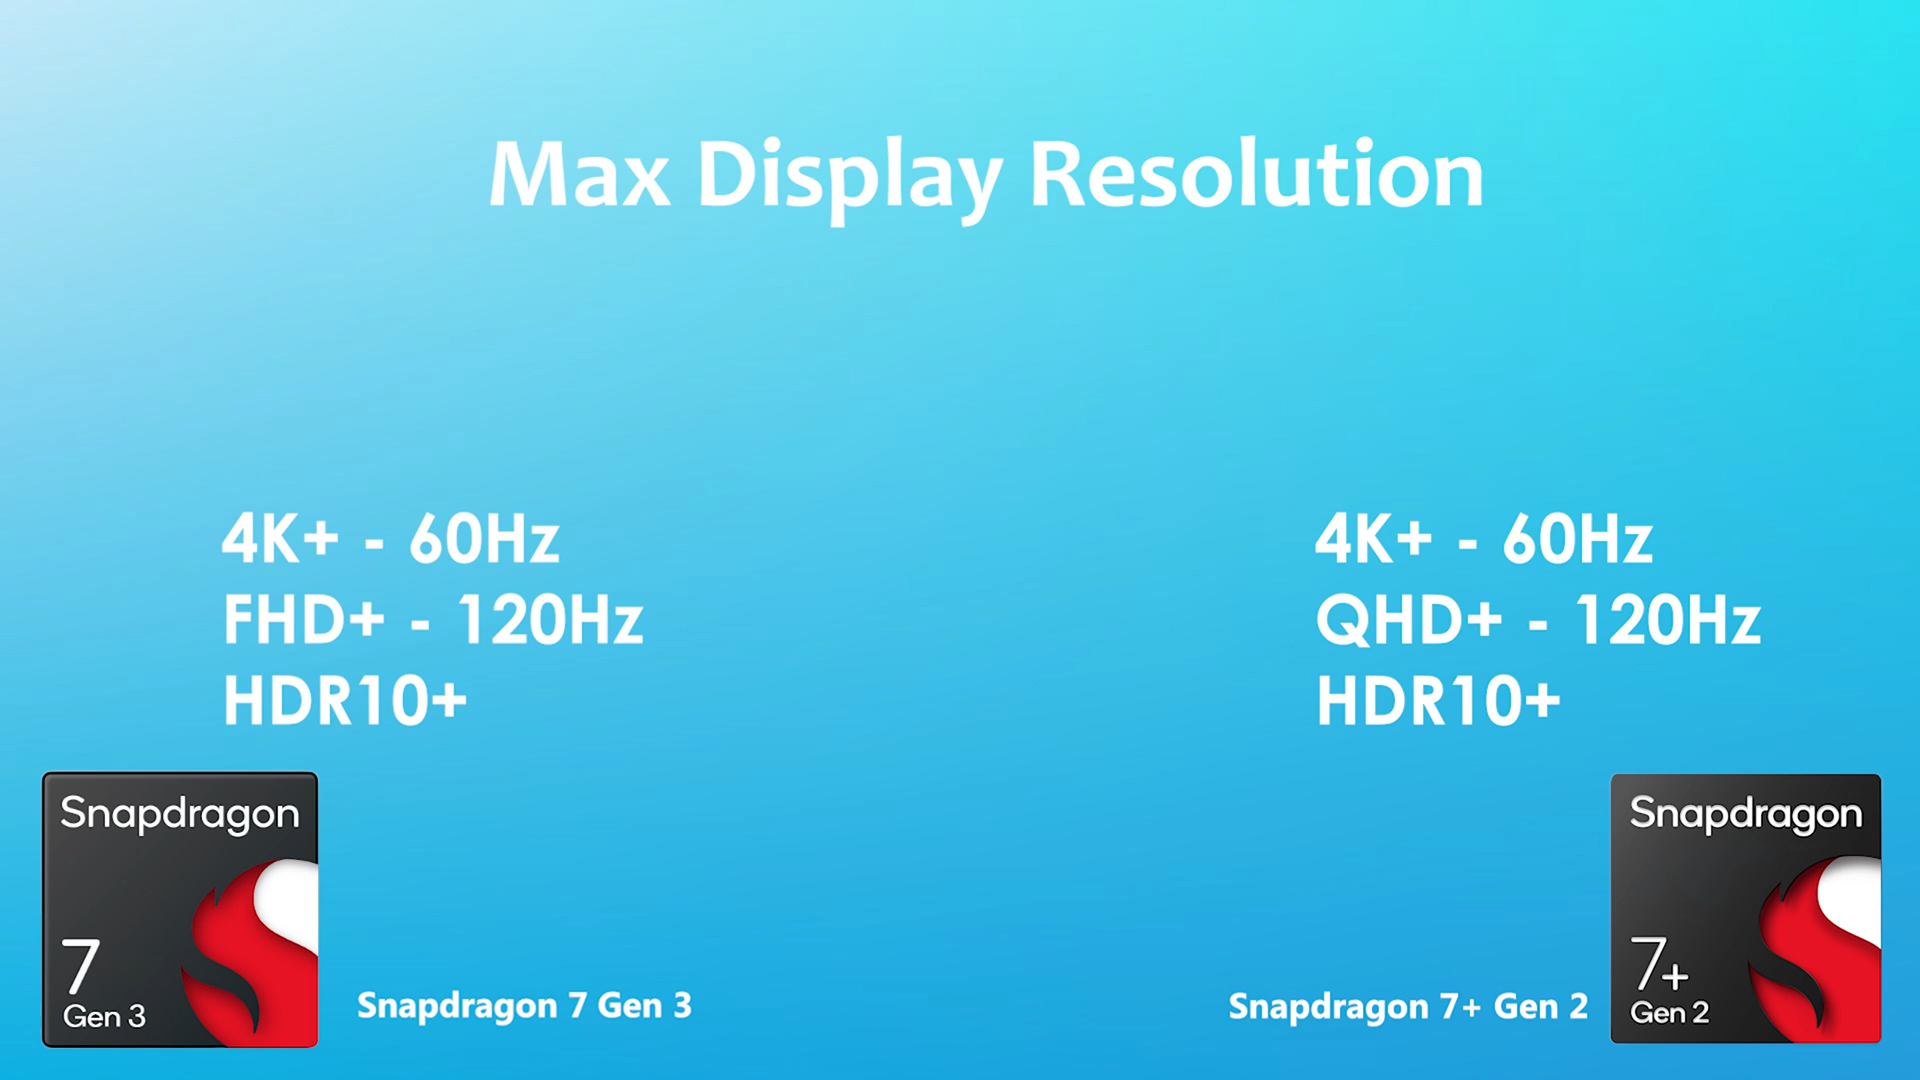 Max Display Resolution
4K+ - 60Hz
FHD+ - 120Hz
HDR10+
4K+ - 60Hz
QHD+ - 120Hz
HDR10+
Snapdragon
7
Gen 3
Snapdragon 7 Gen 3
Snapdragon 7+ Gen 2
Snapdragon
7+
Gen 2